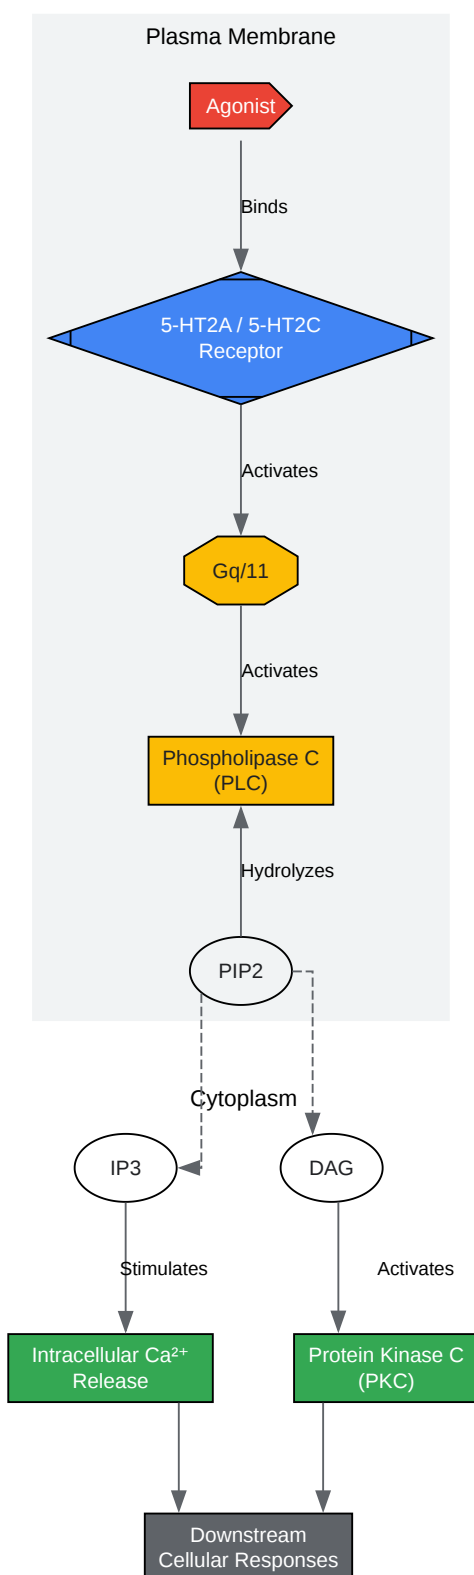 Plasma Membrane
Agonist
Binds
5-HT2A / 5-HT2C
Receptor
Activates
Gq/11
Activates
Phospholipase C
(PLC)
Hydrolyzes
PIP2
Cytoplasm
IP3
DAG
Stimulates
Activates
Intracellular Ca²⁺
Release
Protein Kinase C
(PKC)
Downstream
Cellular Responses